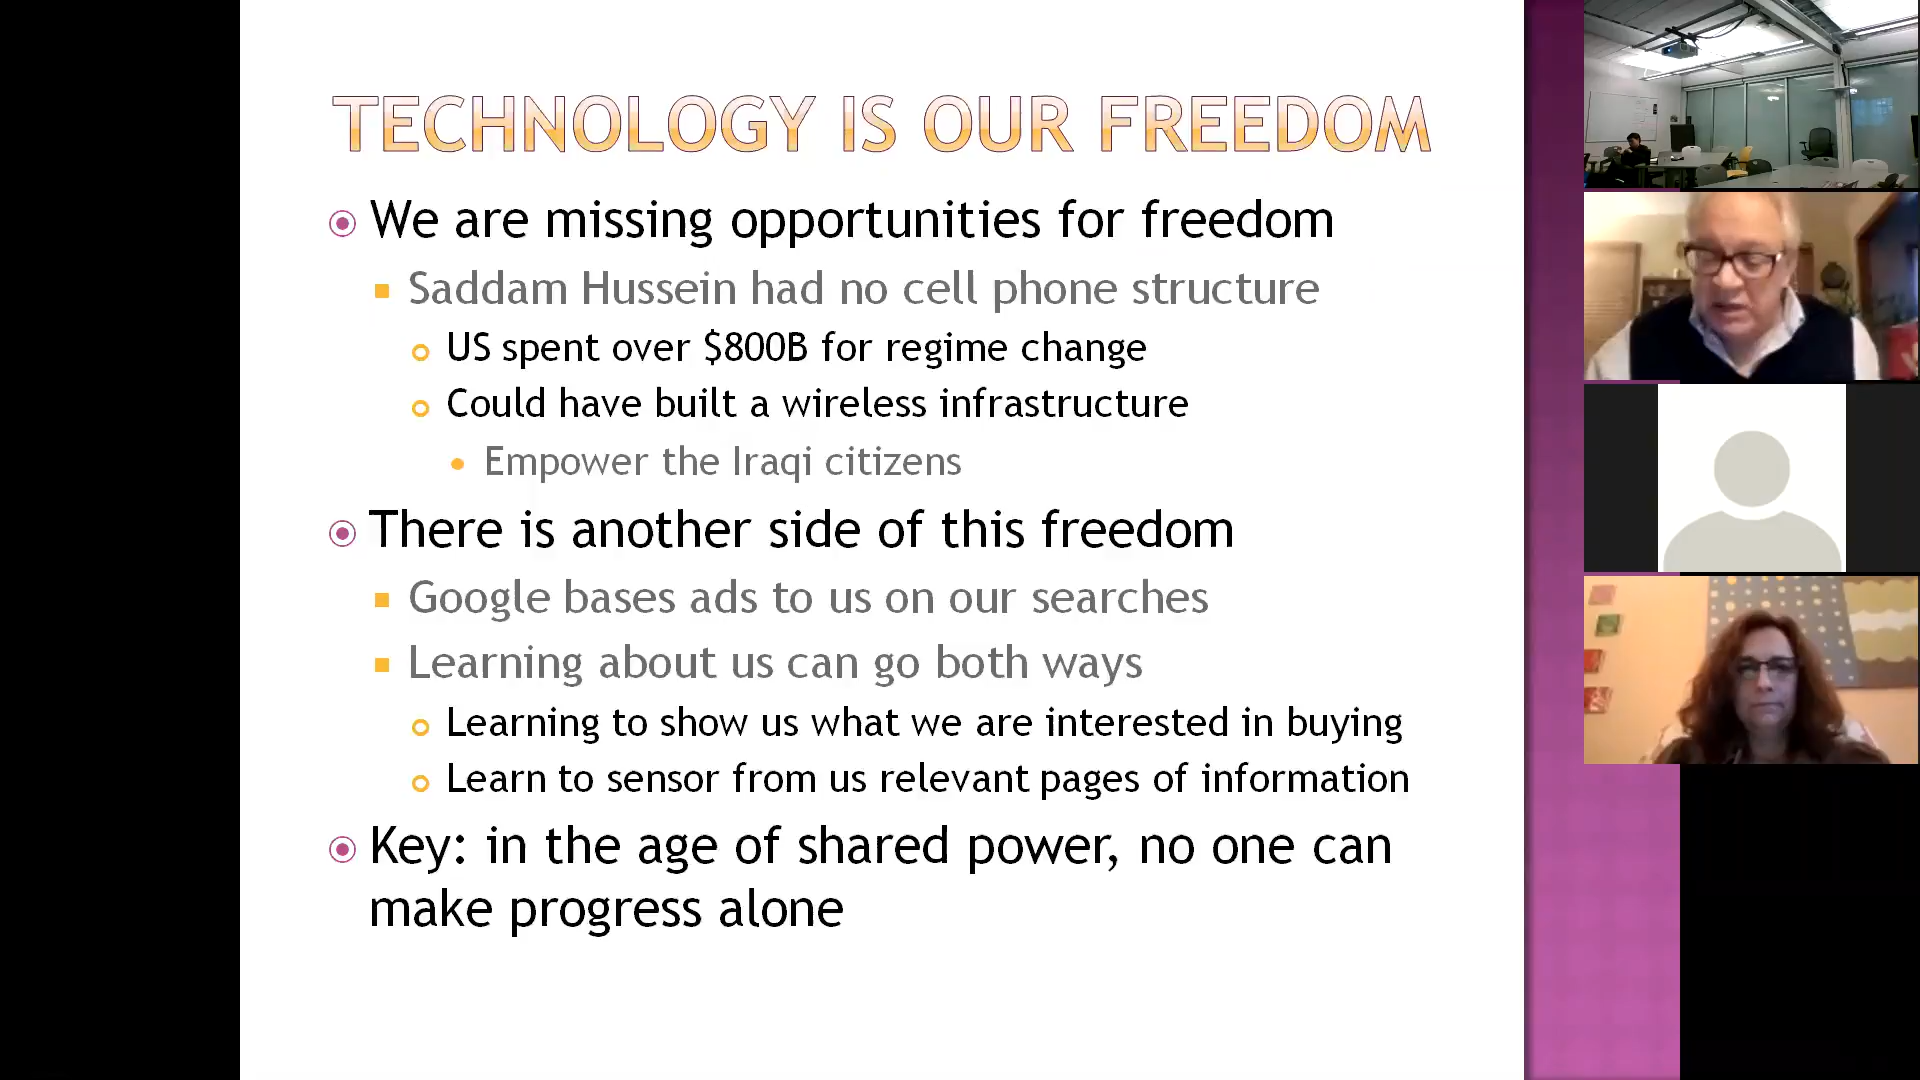 TECHNOLOGY IS OUR FREEDOM
We are missing opportunities for freedom
Saddam Hussein had no cell phone structure
US spent over $800B for regime change
Could have built a wireless infrastructure
Empower the Iraqi citizens
There is another side of this freedom
Google bases ads to us on our searches
Learning about us can go both ways
Learning to show us what we are interested in buying
Learn to sensor from us relevant pages of information
Key: in the age of shared power, no one can
make progress alone